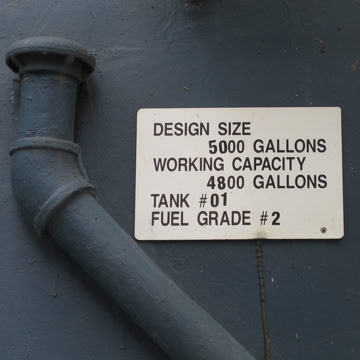 DESIGN SIZE
5000 GALLONS
WORKING CAPACITY
4800 GALLONS
TANK #01
FUEL GRADE #2